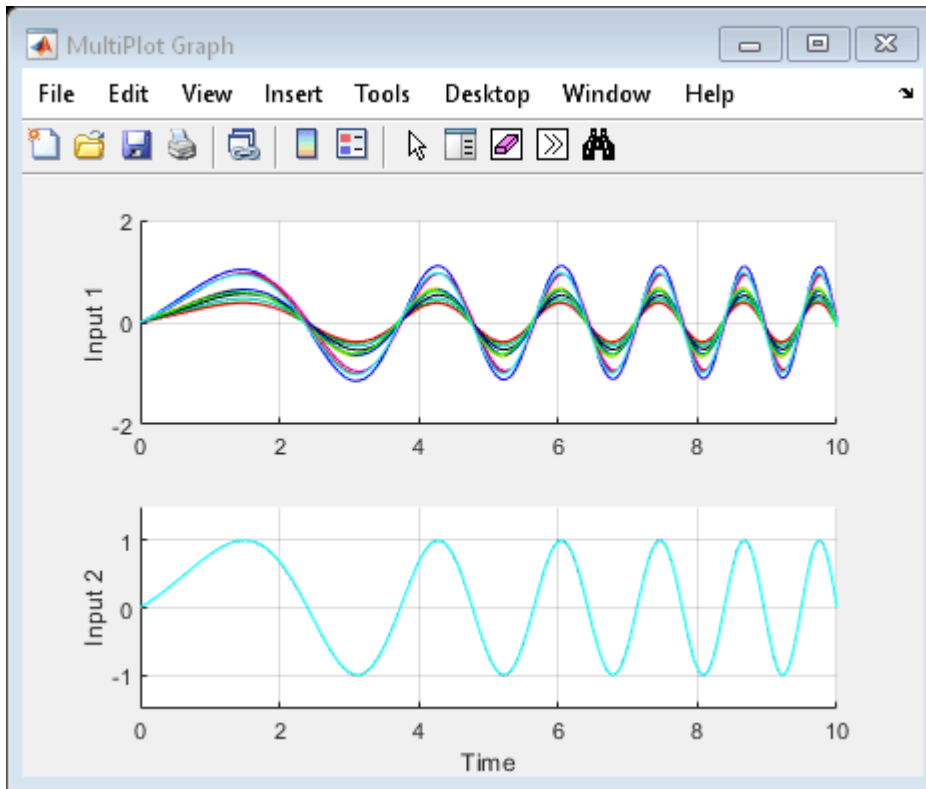 MultiPlot Graph
File Edit View Insert Tools Desktop Window Help
2
Input 1
0
-2
0 2 4 6 8 10
1
Input 2
0
-1
0 2 4 6 8 10
Time